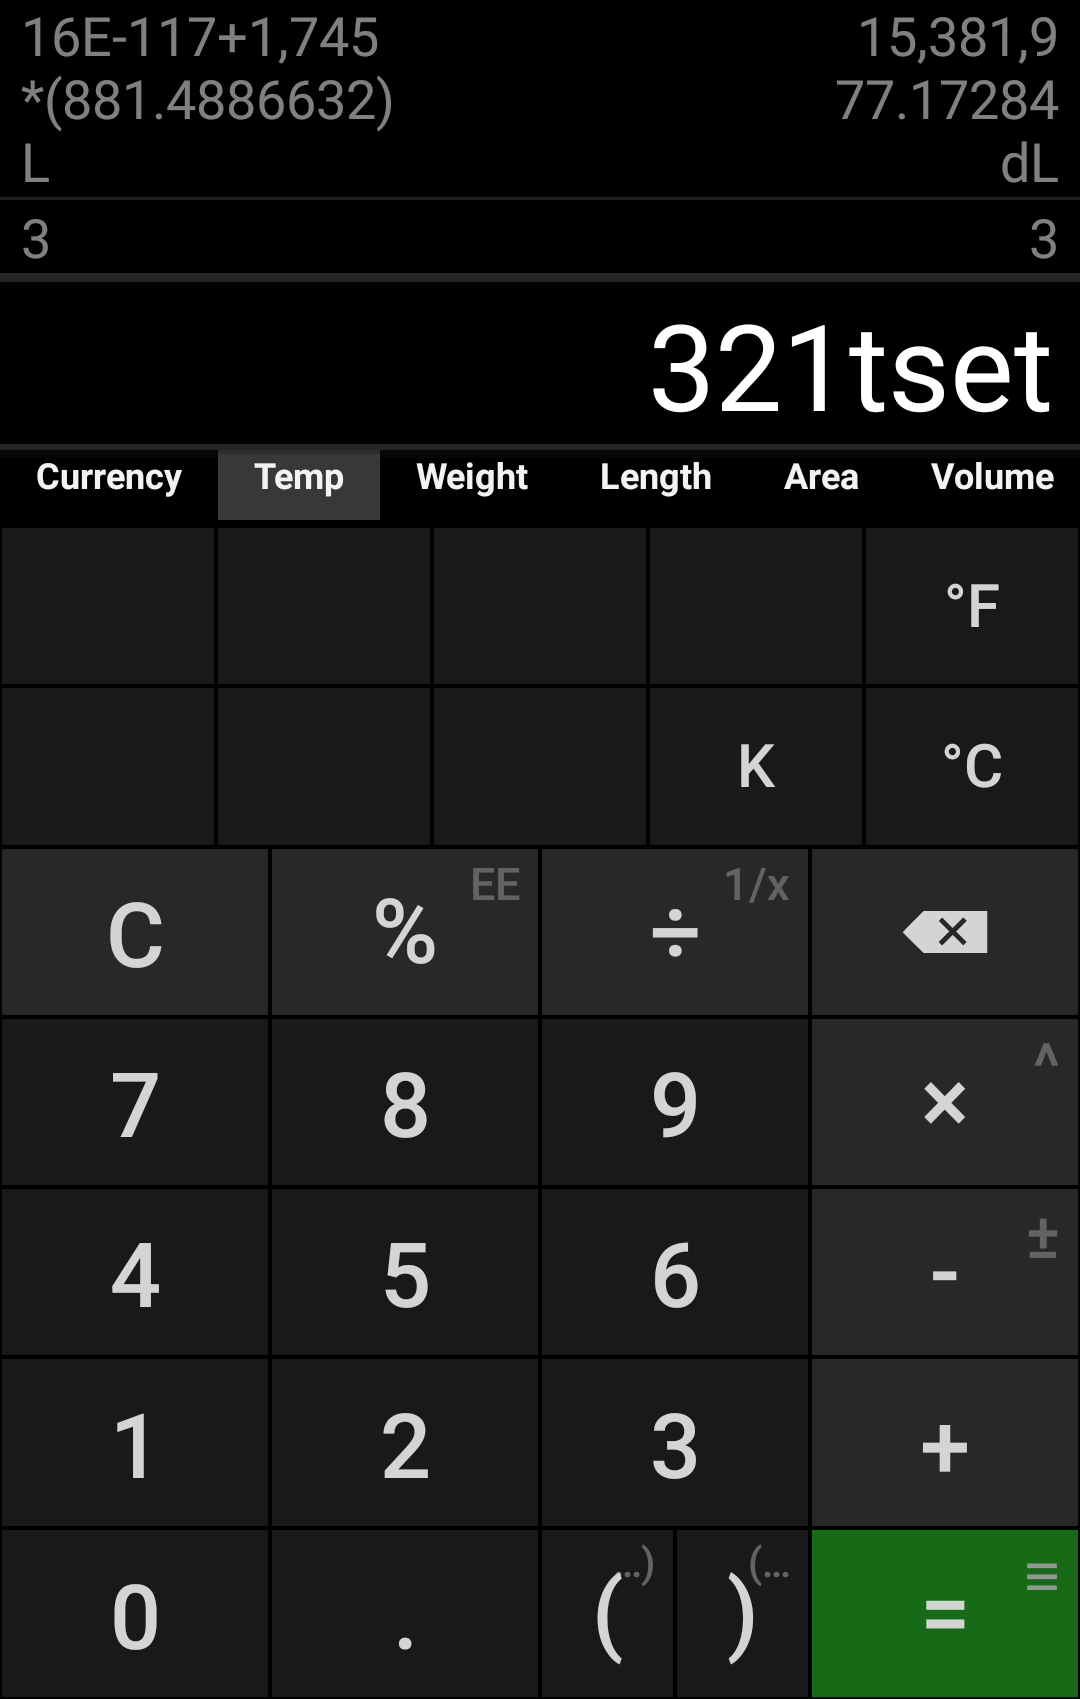 16E-117+1,745 15,381,9
*(881.4886632) 77.17284
L dL
3 3
321tset
Currency Temp Weight Length Area Volume
°F
K °C
C % EE ÷ 1/x
7 8 9 × ^
4 5 6 - ±
1 2 3 +
0 . ( ..) ) (... = ≡